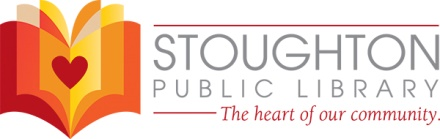 STOUGHTON
PUBLIC LIBRARY
The heart of our community.